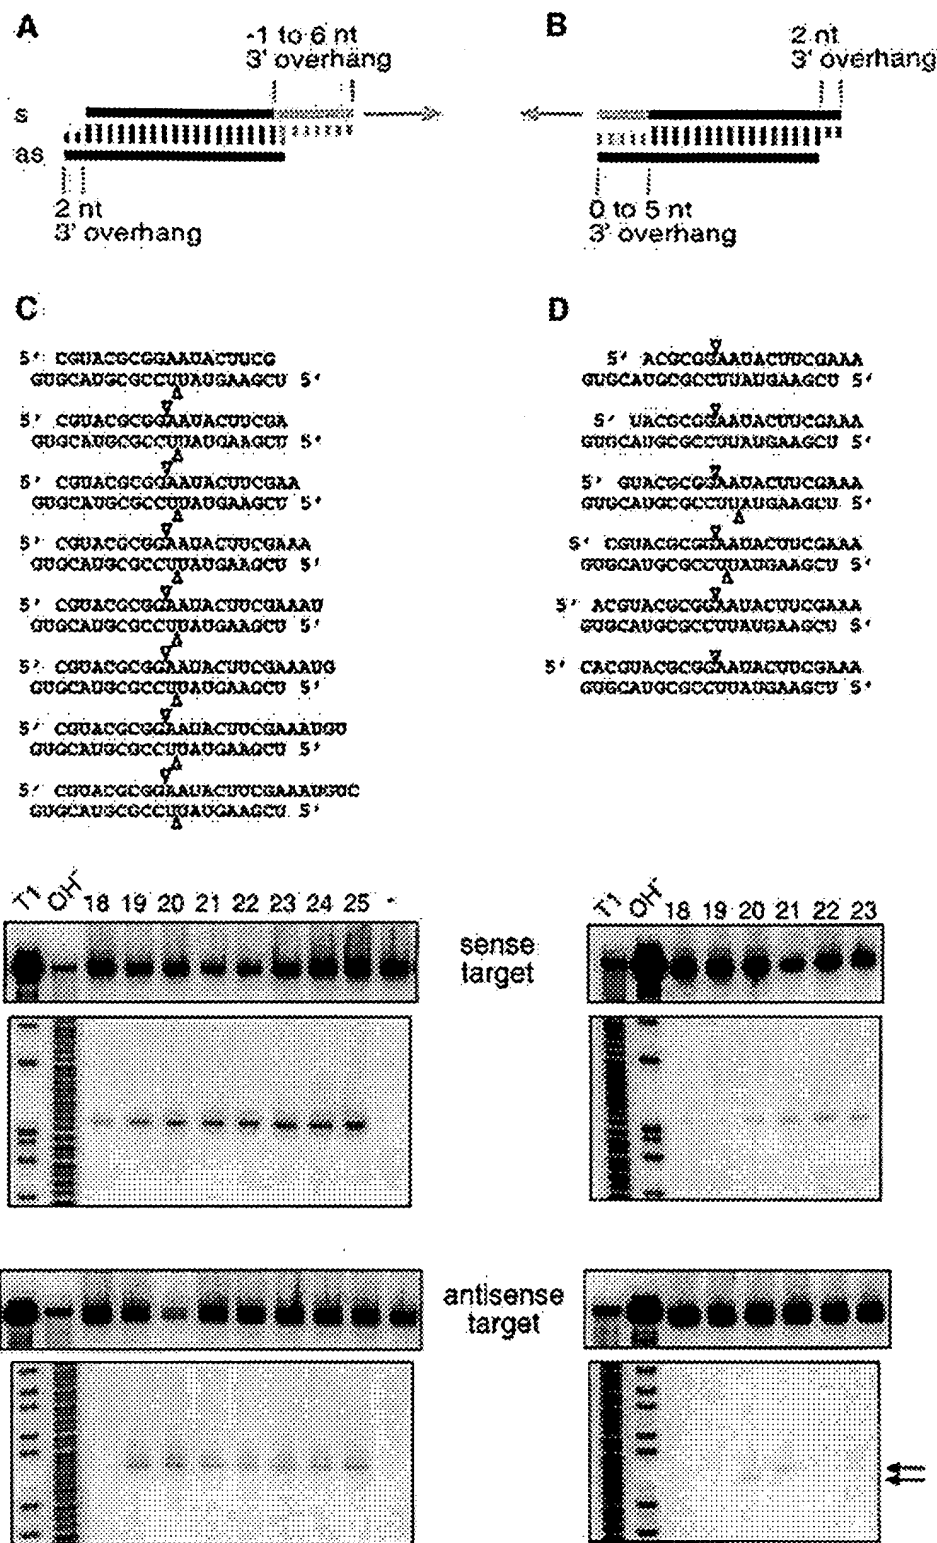 A
-1 to 6 nt
3' overhang
s
as
2 nt
3' overhang
B
2 nt
3' overhang
0 to 5 nt
3' overhang
C
5' CGUACGCGGAAUACUUCG
GUGCAUGCGCCUUAUGAAGCU 5'
5' CGUACGCGGAAUACUUCGA
GUGCAUGCGCCUUAUGAAGCU 5'
5' CGUACGCGGAAUACUUCGAA
GUGCAUGCGCCUUAUGAAGCU 5'
5' CGUACGCGGAAUACUUCGAAA
GUGCAUGCGCCUUAUGAAGCU 5'
5' CGUACGCGGAAUACUUCGAAAU
GUGCAUGCGCCUUAUGAAGCU 5'
5' CGUACGCGGAAUACUUCGAAAUG
GUGCAUGCGCCUUAUGAAGCU 5'
5' CGUACGCGGAAUACUUCGAAAUGU
GUGCAUGCGCCUUAUGAAGCU 5'
5' CGUACGCGGAAUACUUCGAAAUGUC
GUGCAUGCGCCUUAUGAAGCU 5'
D
5' ACGCGGAAUACUUCGAAA
GUGCAUGCGCCUUAUGAAGCU 5'
5' UACGCGGAAUACUUCGAAA
GUGCAUGCGCCUUAUGAAGCU 5'
5' GUACGCGGAAUACUUCGAAA
GUGCAUGCGCCUUAUGAAGCU 5'
5' CGUACGCGGAAUACUUCGAAA
GUGCAUGCGCCUUAUGAAGCU 5'
5' ACGUACGCGGAAUACUUCGAAA
GUGCAUGCGCCUUAUGAAGCU 5'
5' CACGUACGCGGAAUACUUCGAAA
GUGCAUGCGCCUUAUGAAGCU 5'
T1 OH- 18 19 20 21 22 23 24 25 -
sense
target
T1 OH- 18 19 20 21 22 23
antisense
target